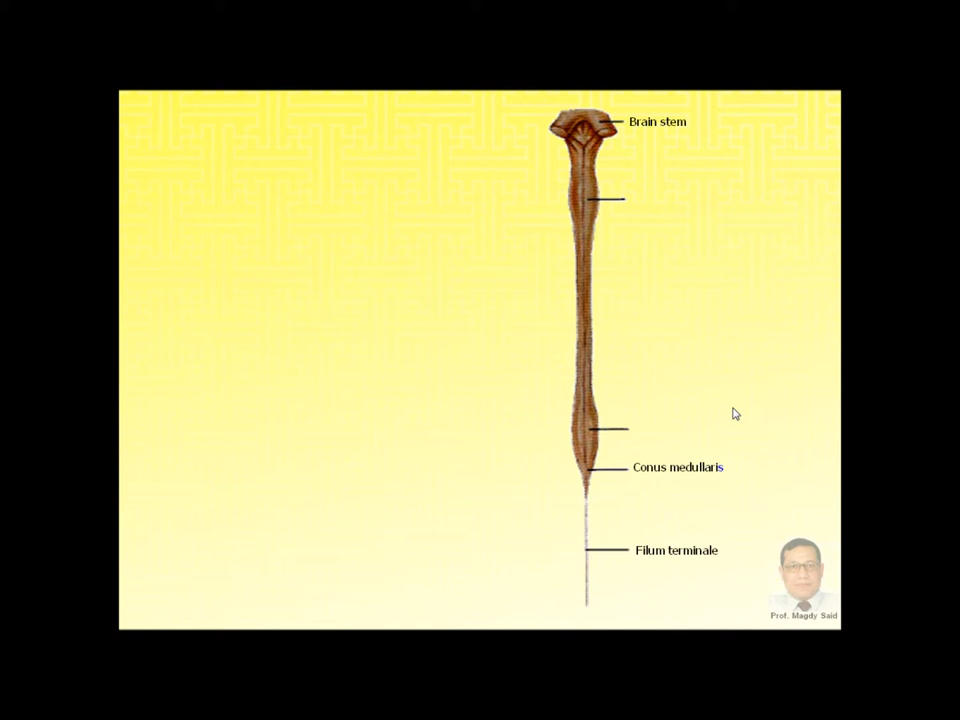 Brain stem
Conus medullaris
Filum terminale
Prof. Magdy Said